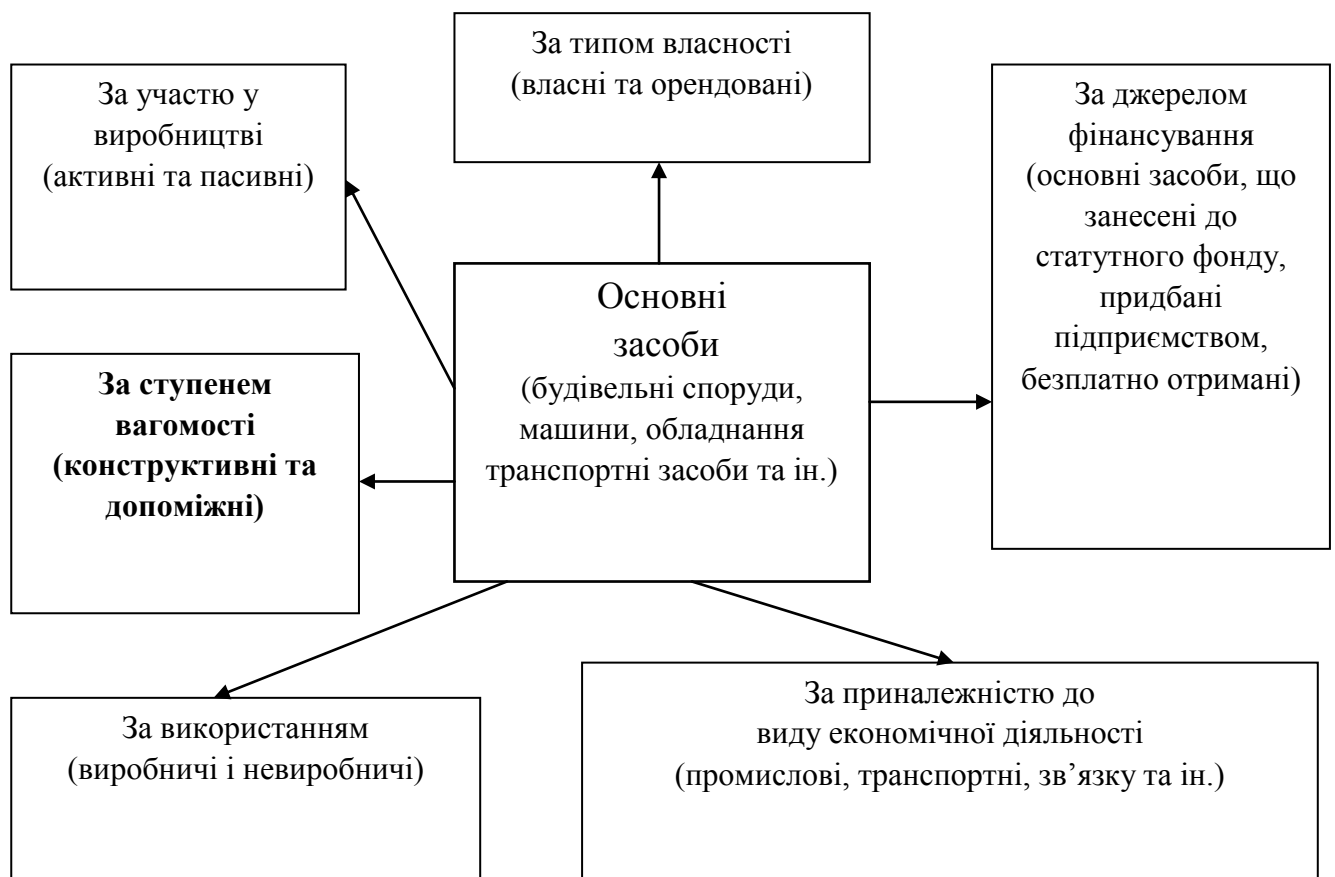 За типом власності
(власні та орендовані)
За участю у
виробництві
(активні та пасивні)
За джерелом
фінансування
(основні засоби, що
занесені до
статутного фонду,
придбані
підприємством,
безплатно отримані)
Основні
засоби
(будівельні споруди,
машини, обладнання
транспортні засоби та ін.)
За ступенем
вагомості
(конструктивні та
допоміжні)
За використанням
(виробничі і невиробничі)
За приналежністю до
виду економічної діяльності
(промислові, транспортні, зв’язку та ін.)